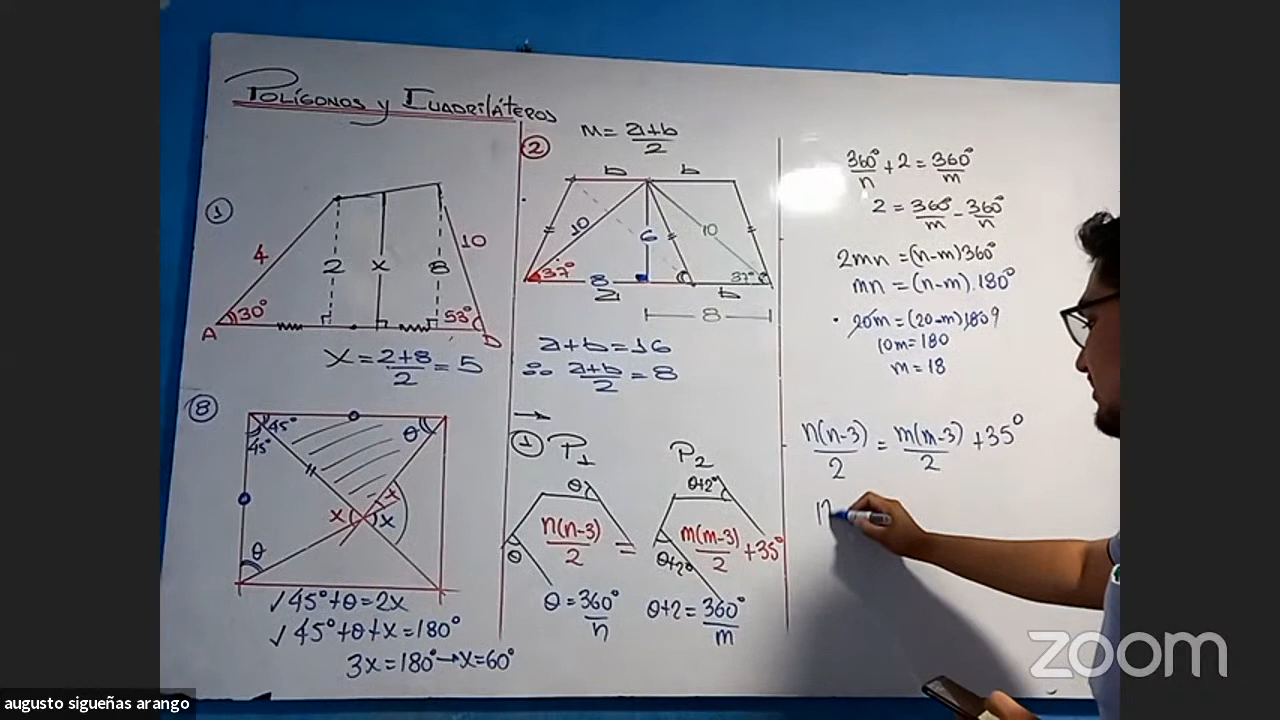 POLÍGONOS y CUADRILÁTEROS
①
4
2
x
8
10
30°
53°
A
D
X = 2+8/2 = 5
②
M = a+b/2
b
b
10
6
10
37°
8
37°
a
b
8
a+b=16
∴ a+b/2 = 8
⑧
45°
45°
θ
x
x
x
θ
✓ 45°+θ=2x
✓ 45°+θ+x=180°
3x=180°→x=60°
①
P1
P2
θ
θ+2°
n(n-3)/2 = m(m-3)/2 +35°
θ
θ+2°
θ = 360°/n
θ+2 = 360°/m
360°/n + 2 = 360°/m
2 = 360°/m - 360°/n
2mn = (n-m)360°
mn = (n-m).180°
20m = (20-m)1809
10m = 180
m = 18
n(n-3)/2 = m(m-3)/2 +35°
n
zoom
augusto sigueñas arango